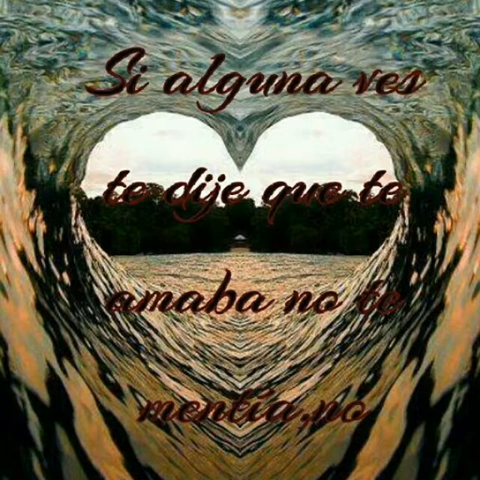 Si alguna ves
te dije que te
amaba no te
mentía,no